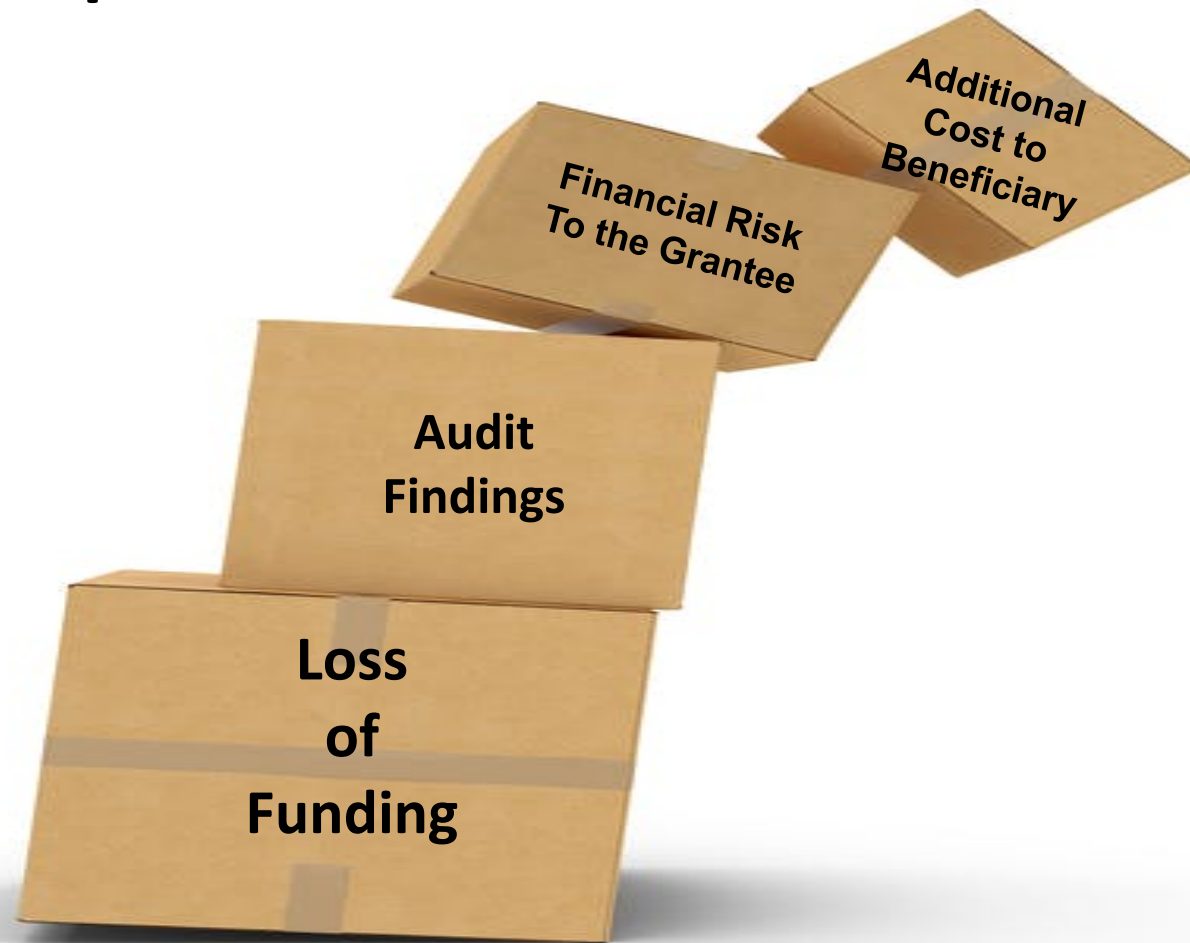 Additional
Cost to
Beneficiary
Financial Risk
To the Grantee
Audit
Findings
Loss
of
Funding